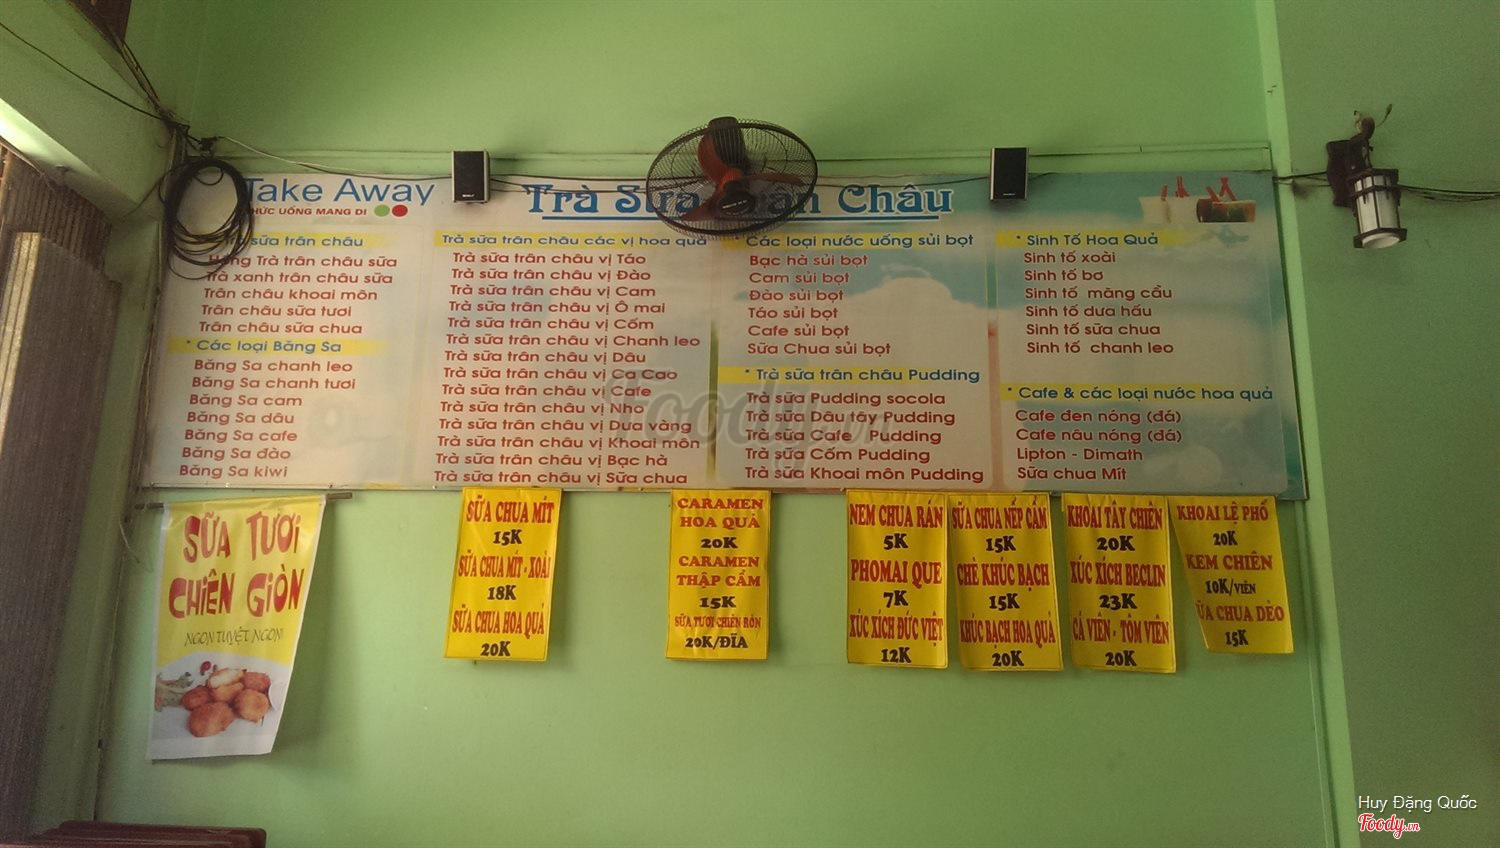 Take Away
THỨC UỐNG MANG DI
Trà Sữa Trân Châu
Trà sữa trân châu
Hồng Trà trân châu sữa
Trà xanh trân châu sữa
Trân châu khoai môn
Trân châu sữa tươi
Trân châu sữa chua
* Các loại Băng Sa
Băng Sa chanh leo
Băng Sa chanh tươi
Băng Sa cam
Băng Sa dâu
Băng Sa cafe
Băng Sa đào
Băng Sa kiwi
Trà sữa trân châu các vị hoa quả
Trà sữa trân châu vị Táo
Trà sữa trân châu vị Đào
Trà sữa trân châu vị Cam
Trà sữa trân châu vị Ô mai
Trà sữa trân châu vị Cốm
Trà sữa trân châu vị Chanh leo
Trà sữa trân châu vị Dâu
Trà sữa trân châu vị Ca Cao
Trà sữa trân châu vị Cafe
Trà sữa trân châu vị Nho
Trà sữa trân châu vị Dưa vàng
Trà sữa trân châu vị Khoai môn
Trà sữa trân châu vị Bạc hà
Trà sữa trân châu vị Sữa chua
* Các loại nước uống sủi bọt
Bạc hà sủi bọt
Cam sủi bọt
Đào sủi bọt
Táo sủi bọt
Cafe sủi bọt
Sữa Chua sủi bọt
* Trà sữa trân châu Pudding
Trà sữa Pudding socola
Trà sữa Dâu tây Pudding
Trà sữa Cafe Pudding
Trà sữa Cốm Pudding
Trà sữa Khoai môn Pudding
* Sinh Tố Hoa Quả
Sinh tố xoài
Sinh tố bơ
Sinh tố măng cầu
Sinh tố dưa hấu
Sinh tố sữa chua
Sinh tố chanh leo
* Cafe & các loại nước hoa quả
Cafe đen nóng (đá)
Cafe nâu nóng (đá)
Lipton - Dimath
Sữa chua Mít
Foody.vn
SỮA TƯƠI
CHIÊN GIÒN
NGON TUYỆT NGON!
SỮA CHUA MÍT
15K
SỮA CHUA MÍT - XOÀI
18K
SỮA CHUA HOA QUẢ
20K
CARAMEN
HOA QUẢ
20K
CARAMEN
THẬP CẨM
15K
SỮA TƯƠI CHIÊN RÒN
20K/ĐĨA
NEM CHUA RÁN
5K
PHOMAI QUE
7K
XÚC XÍCH ĐỨC VIỆT
12K
SỮA CHUA NẾP CẨM
15K
CHÈ KHÚC BẠCH
15K
KHÚC BẠCH HOA QUẢ
20K
KHOAI TÂY CHIÊN
20K
XÚC XÍCH BECLIN
23K
CÁ VIÊN - TÔM VIÊN
20K
KHOAI LỆ PHỐ
20K
KEM CHIÊN
10K/VIÊN
SỮA CHUA DẺO
15K
Huy Đặng Quốc
Foody.vn